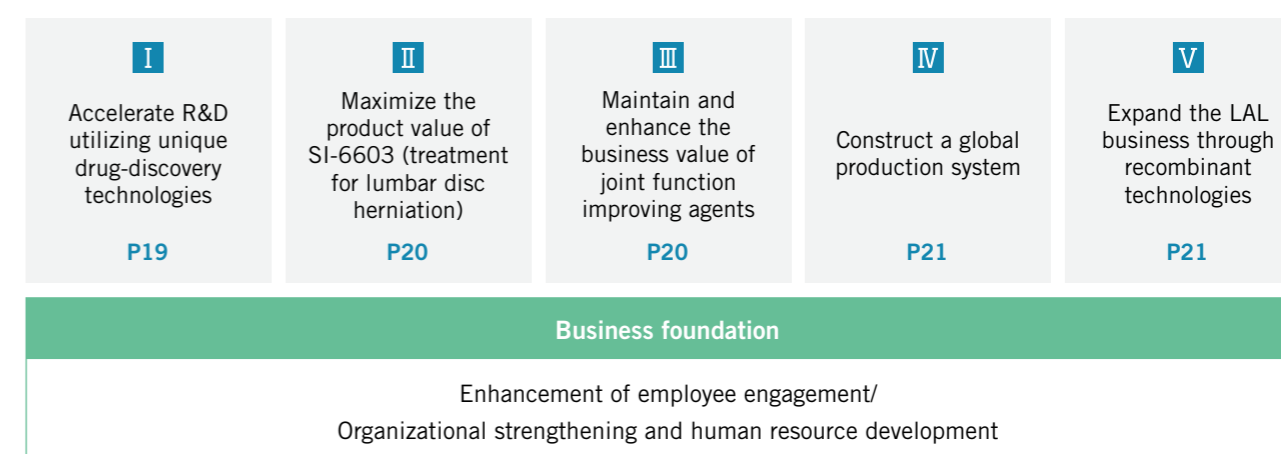 Ⅰ
Accelerate R&D
utilizing unique
drug-discovery
technologies
P19
Ⅱ
Maximize the
product value of
SI-6603 (treatment
for lumbar disc
herniation)
P20
Ⅲ
Maintain and
enhance the
business value of
joint function
improving agents
P20
Ⅳ
Construct a global
production system
P21
Ⅴ
Expand the LAL
business through
recombinant
technologies
P21
Business foundation
Enhancement of employee engagement/
Organizational strengthening and human resource development